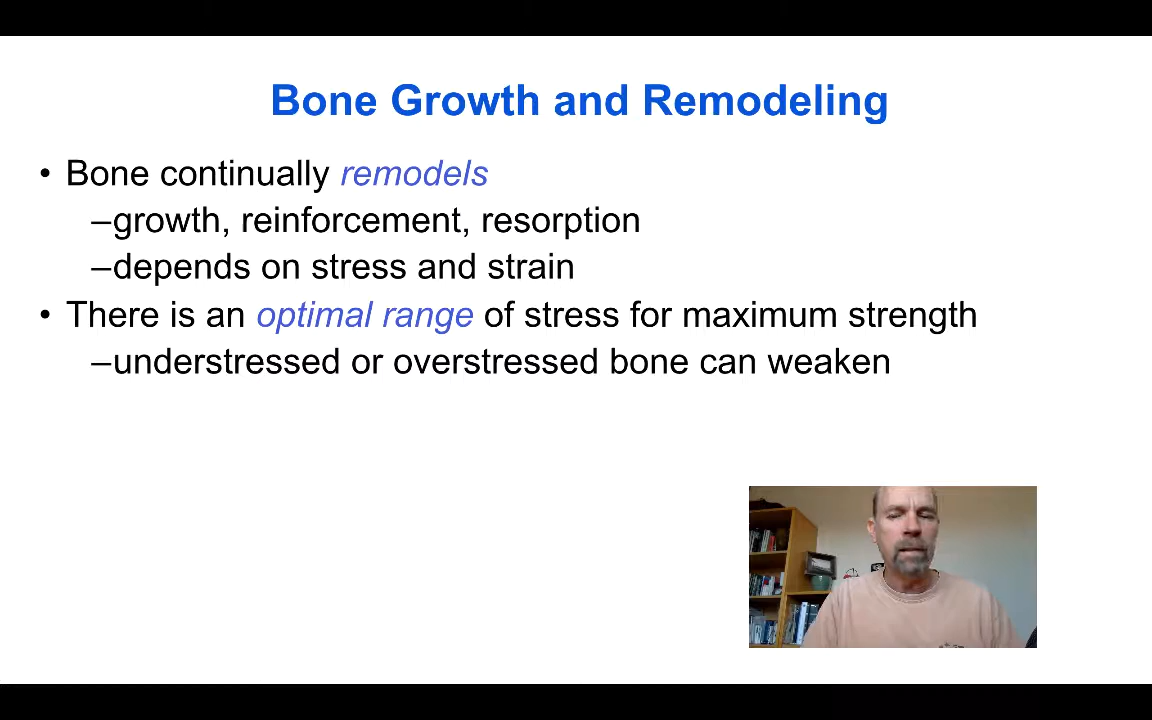 Bone Growth and Remodeling
• Bone continually remodels
–growth, reinforcement, resorption
–depends on stress and strain
• There is an optimal range of stress for maximum strength
–understressed or overstressed bone can weaken